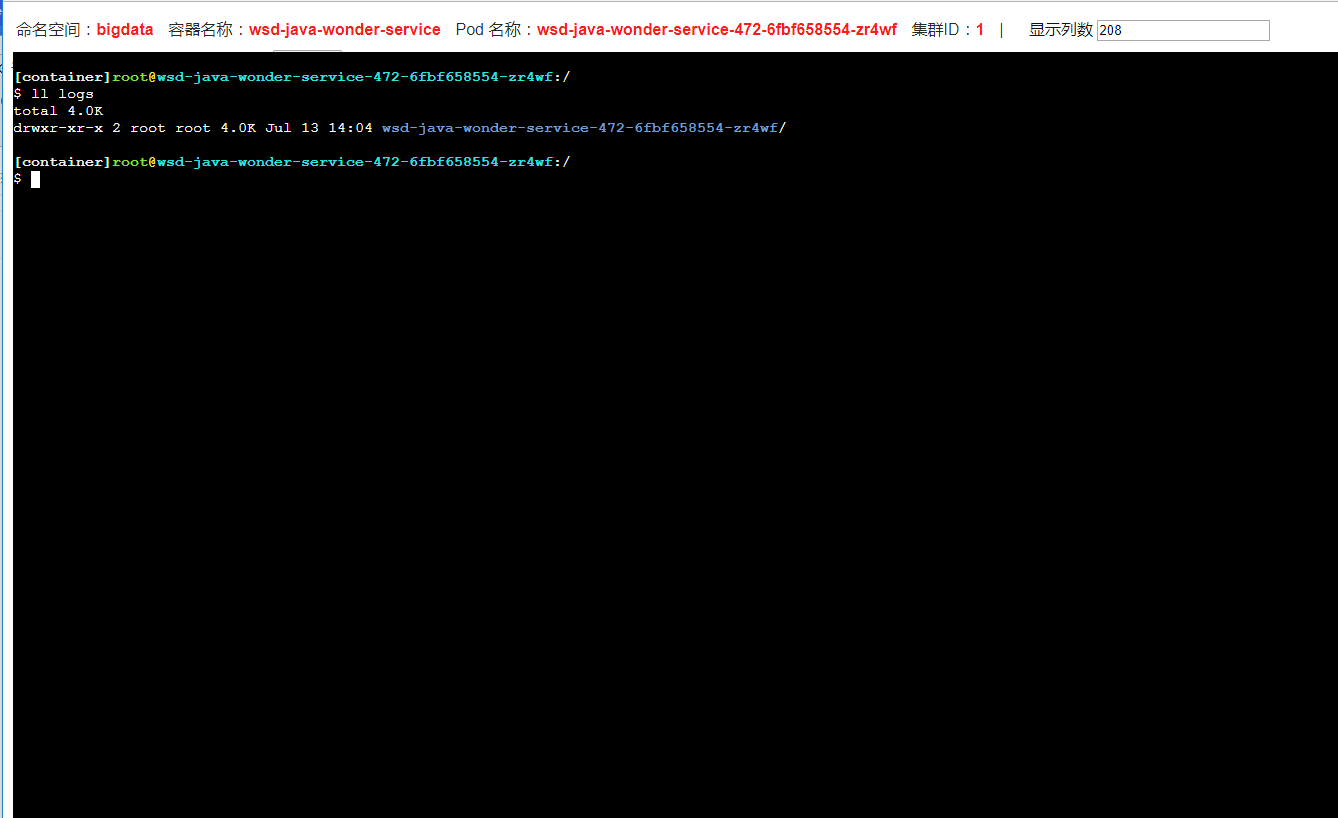 命名空间：bigdata 容器名称：wsd-java-wonder-service Pod 名称：wsd-java-wonder-service-472-6fbf658554-zr4wf 集群ID：1 | 显示列数 208
[container]root@wsd-java-wonder-service-472-6fbf658554-zr4wf:/
$ ll logs
total 4.0K
drwxr-xr-x 2 root root 4.0K Jul 13 14:04 wsd-java-wonder-service-472-6fbf658554-zr4wf/
[container]root@wsd-java-wonder-service-472-6fbf658554-zr4wf:/
$